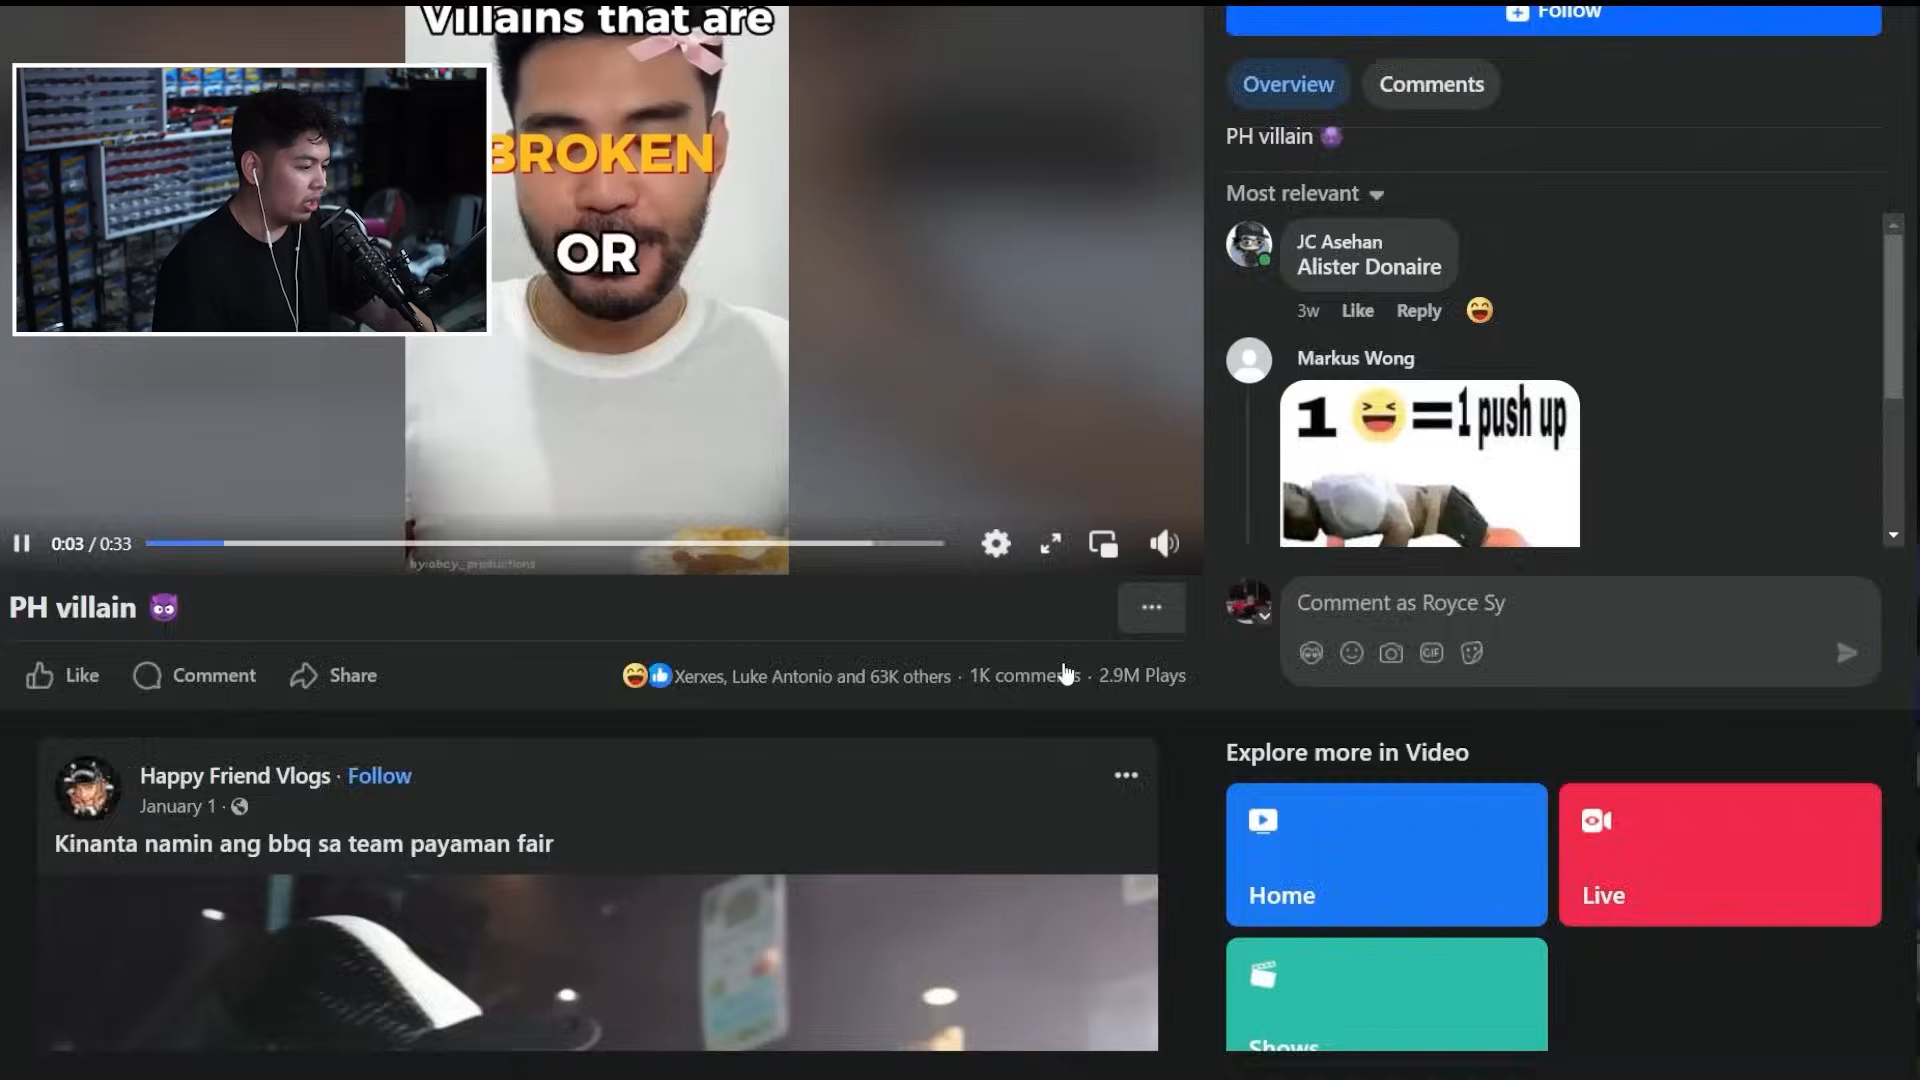 Villains that are
BROKEN
OR
0:03 / 0:33
by:abcy_productions
PH villain
Like
Comment
Share
Xerxes, Luke Antonio and 63K others · 1K comments · 2.9M Plays
Happy Friend Vlogs · Follow
January 1 ·
Kinanta namin ang bbq sa team payaman fair
Follow
Overview
Comments
PH villain
Most relevant
JC Asehan
Alister Donaire
3w Like Reply
Markus Wong
1 = 1 push up
Comment as Royce Sy
GIF
Explore more in Video
Home
Live
Shows